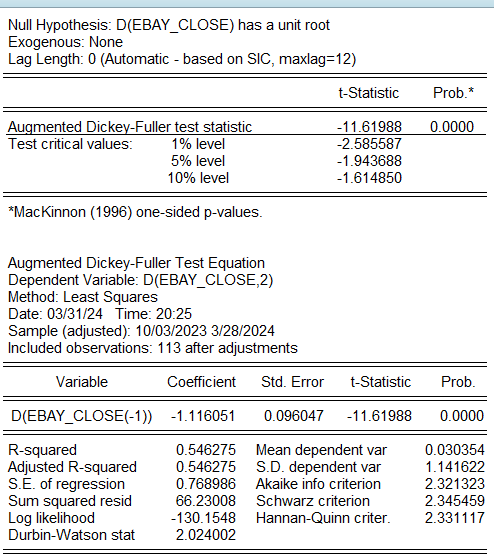 Null Hypothesis: D(EBAY_CLOSE) has a unit root
Exogenous: None
Lag Length: 0 (Automatic - based on SIC, maxlag=12)
t-Statistic Prob.*
Augmented Dickey-Fuller test statistic -11.61988 0.0000
Test critical values: 1% level -2.585587
5% level -1.943688
10% level -1.614850
*MacKinnon (1996) one-sided p-values.
Augmented Dickey-Fuller Test Equation
Dependent Variable: D(EBAY_CLOSE,2)
Method: Least Squares
Date: 03/31/24 Time: 20:25
Sample (adjusted): 10/03/2023 3/28/2024
Included observations: 113 after adjustments
Variable Coefficient Std. Error t-Statistic Prob.
D(EBAY_CLOSE(-1)) -1.116051 0.096047 -11.61988 0.0000
R-squared 0.546275 Mean dependent var 0.030354
Adjusted R-squared 0.546275 S.D. dependent var 1.141622
S.E. of regression 0.768986 Akaike info criterion 2.321323
Sum squared resid 66.23008 Schwarz criterion 2.345459
Log likelihood -130.1548 Hannan-Quinn criter. 2.331117
Durbin-Watson stat 2.024002